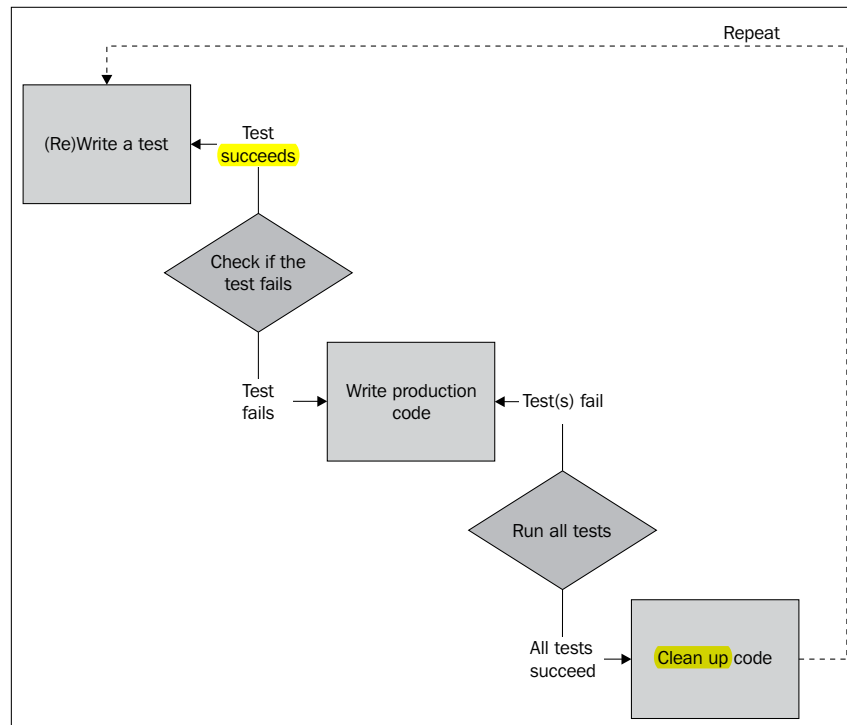 Repeat
(Re)Write a test
Test
succeeds
Check if the
test fails
Test
fails
Write production
code
Test(s) fail
Run all tests
All tests
succeed
Clean up code